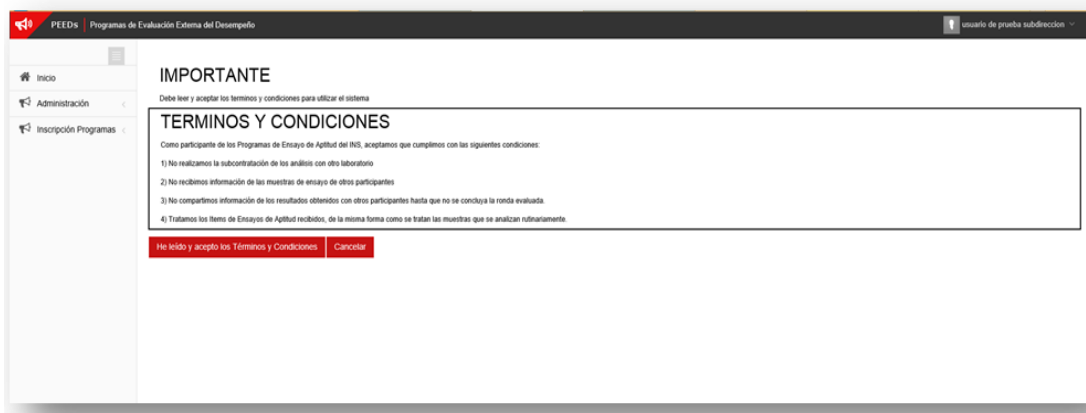 PEEDs | Programas de Evaluación Externa del Desempeño
usuario de prueba subdireccion
Inicio
Administración
Inscripción Programas
IMPORTANTE
Debe leer y aceptar los terminos y condiciones para utilizar el sistema
TERMINOS Y CONDICIONES
Como participante de los Programas de Ensayo de Aptitud del INS, aceptamos que cumplimos con las siguientes condiciones:
1) No realizamos la subcontratación de los análisis con otro laboratorio
2) No recibimos información de las muestras de ensayo de otros participantes
3) No compartimos información de los resultados obtenidos con otros participantes hasta que no se concluya la ronda evaluada.
4) Tratamos los Items de Ensayos de Aptitud recibidos, de la misma forma como se tratan las muestras que se analizan rutinariamente.
He leído y acepto los Términos y Condiciones
Cancelar